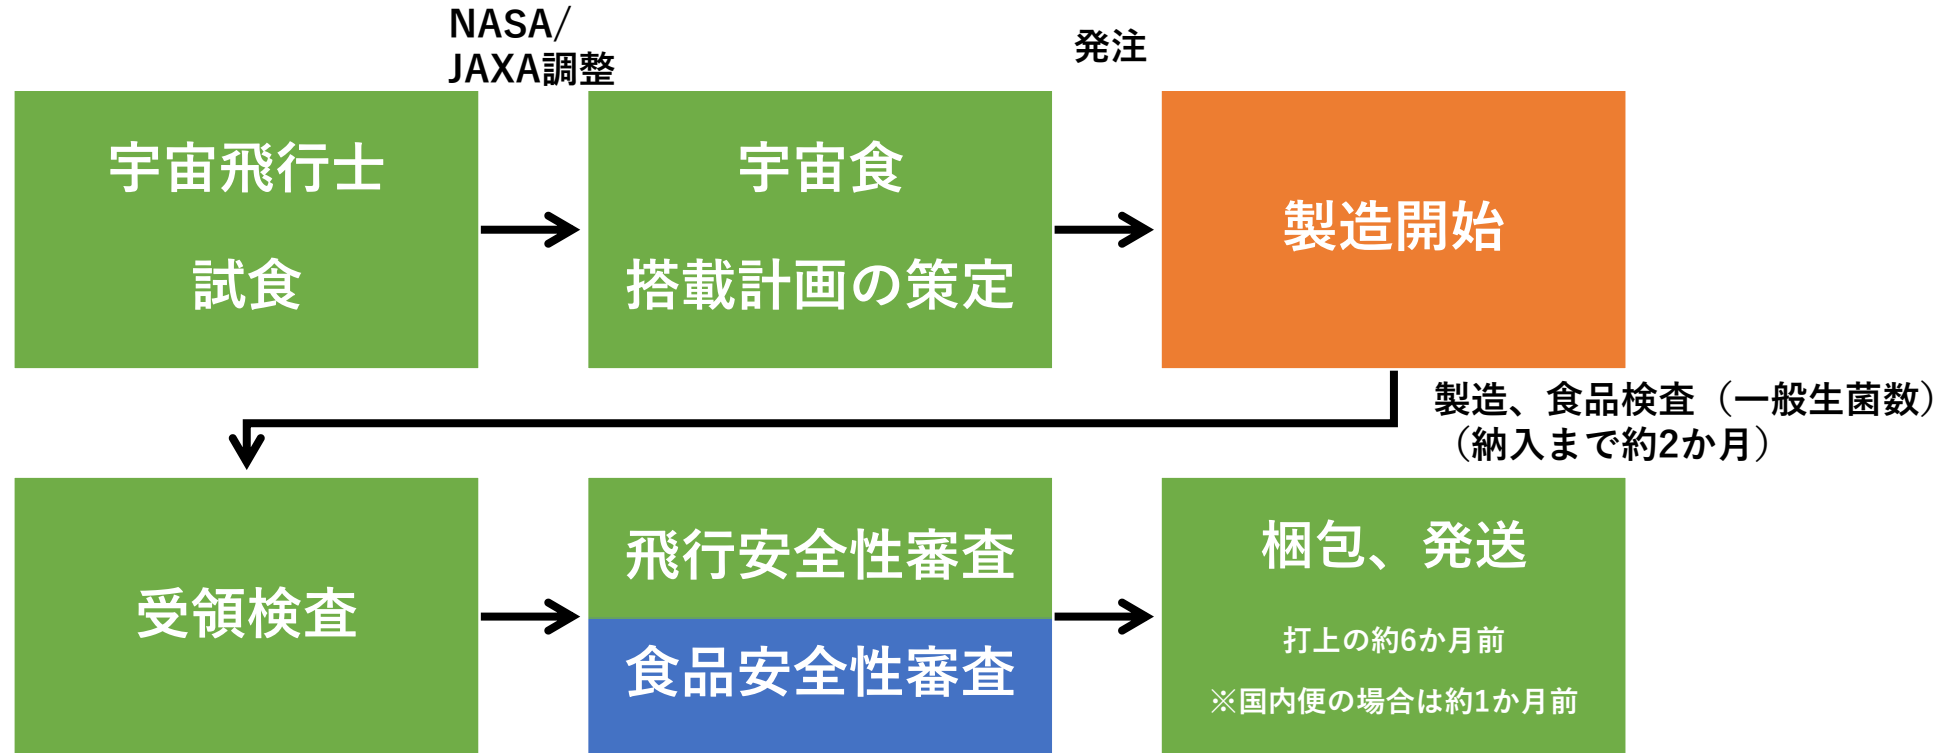 NASA/
JAXA調整
発注
宇宙飛行士
試食
宇宙食
搭載計画の策定
製造開始
製造、食品検査（一般生菌数）
（納入まで約2か月）
受領検査
飛行安全性審査
食品安全性審査
梱包、発送
打上の約6か月前
※国内便の場合は約1か月前